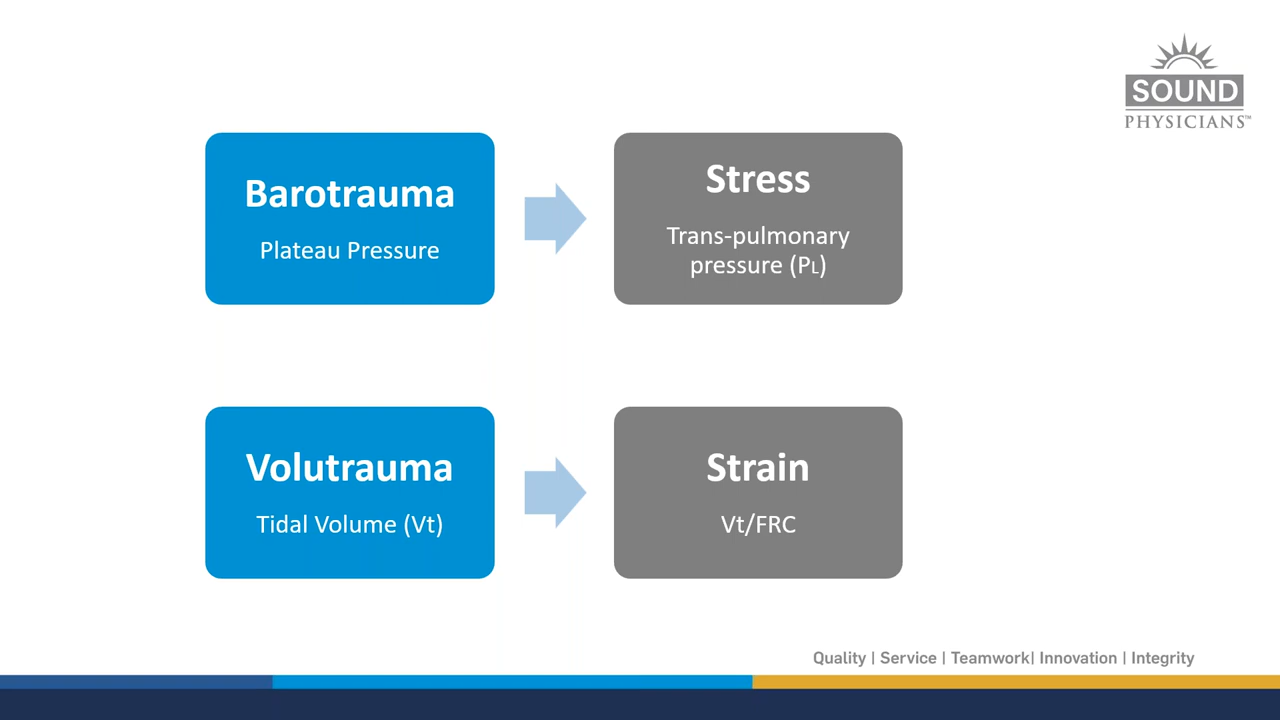 SOUND
PHYSICIANS™
Barotrauma
Plateau Pressure
Stress
Trans-pulmonary
pressure (PL)
Volutrauma
Tidal Volume (Vt)
Strain
Vt/FRC
Quality | Service | Teamwork| Innovation | Integrity